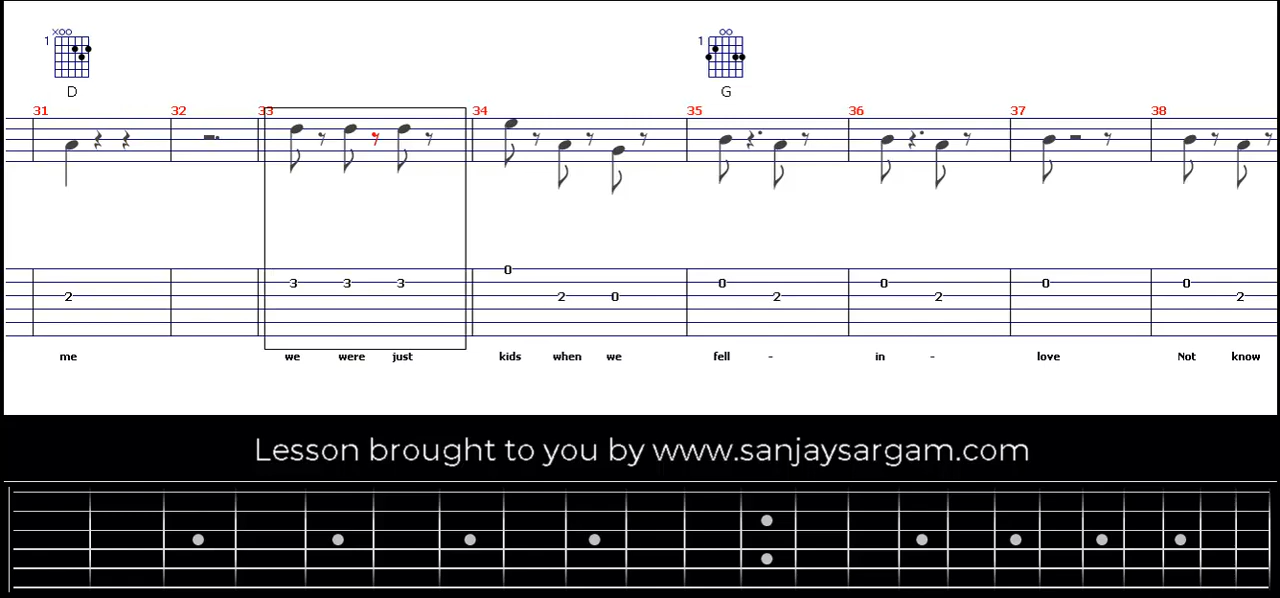 xoo oo
1 1
D G
31 32 33 34 35 36 37 38
0
3 3 3 0 0 0 0
2 2 0 2 2 2
me we were just kids when we fell - in - love Not know
Lesson brought to you by www.sanjaysargam.com